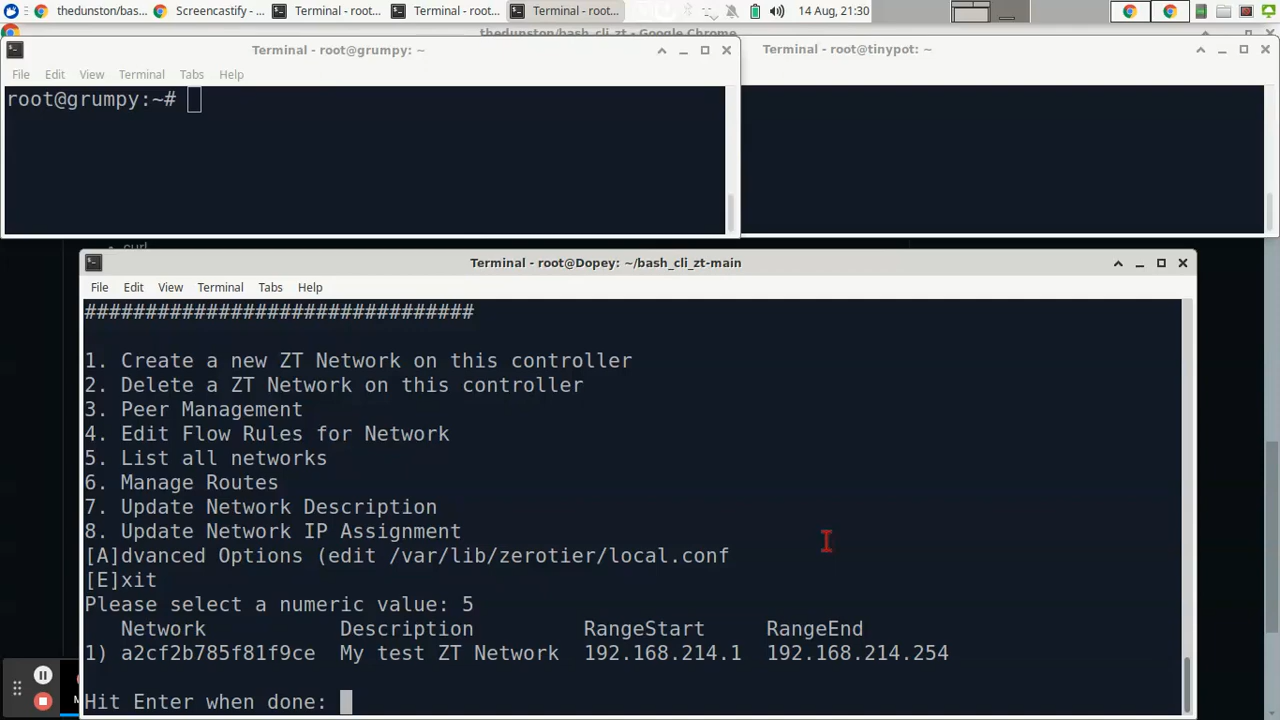 thedunston/bas...
Screencastify - ...
Terminal - root...
Terminal - root...
Terminal - root...
14 Aug, 21:30
thedunston/bash_cli_zt - Google Chrome
Terminal - root@grumpy: ~
File Edit View Terminal Tabs Help
root@grumpy:~#
Terminal - root@tinypot: ~
curl
Terminal - root@Dopey: ~/bash_cli_zt-main
File Edit View Terminal Tabs Help
################################
1. Create a new ZT Network on this controller
2. Delete a ZT Network on this controller
3. Peer Management
4. Edit Flow Rules for Network
5. List all networks
6. Manage Routes
7. Update Network Description
8. Update Network IP Assignment
[A]dvanced Options (edit /var/lib/zerotier/local.conf
[E]xit
Please select a numeric value: 5
Network Description RangeStart RangeEnd
1) a2cf2b785f81f9ce My test ZT Network 192.168.214.1 192.168.214.254
Hit Enter when done: